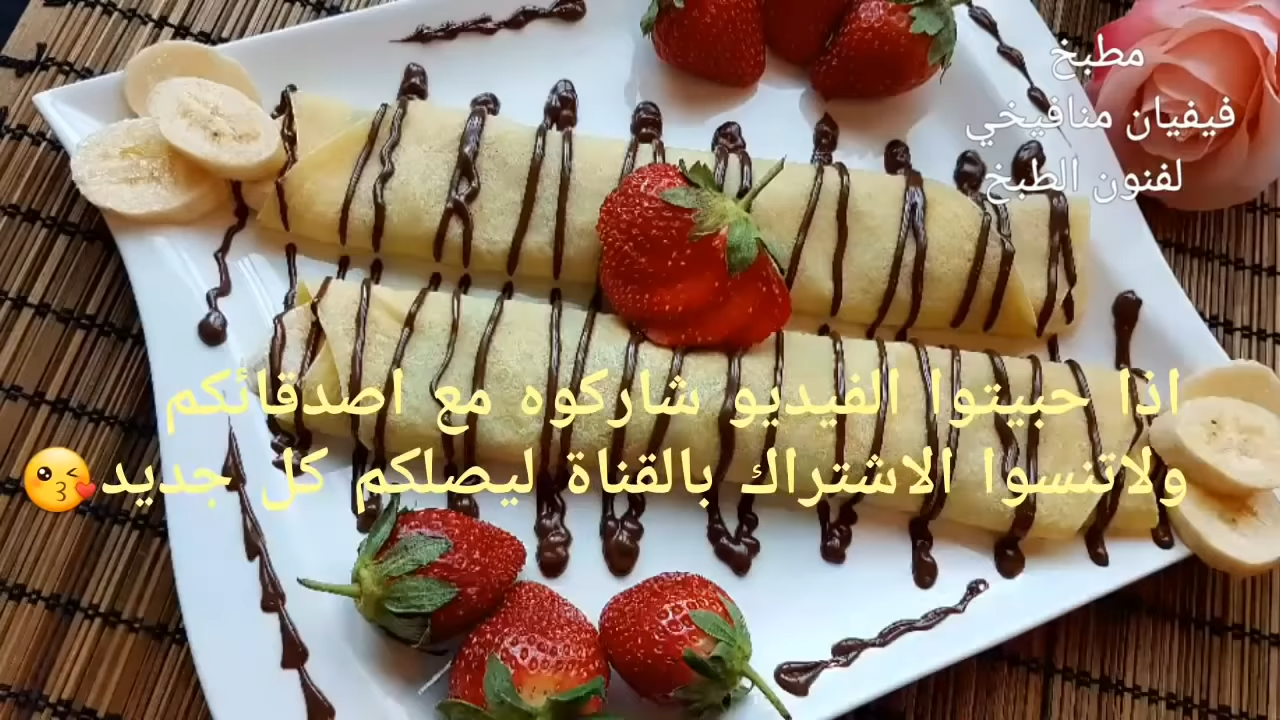 مطبخ
فيفيان منافيخي
لفنون الطبخ
اذا حبيتوا الفيديو شاركوه مع اصدقائكم
ولاتنسوا الاشتراك بالقناة ليصلكم كل جديد😘